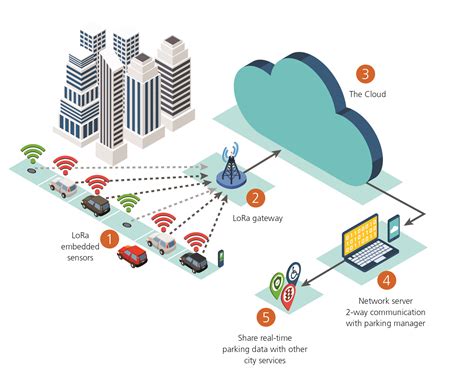 3
The Cloud
2
LoRa gateway
1
LoRa
embedded
sensors
4
Network server
2-way communication
with parking manager
5
Share real-time
parking data with other
city services